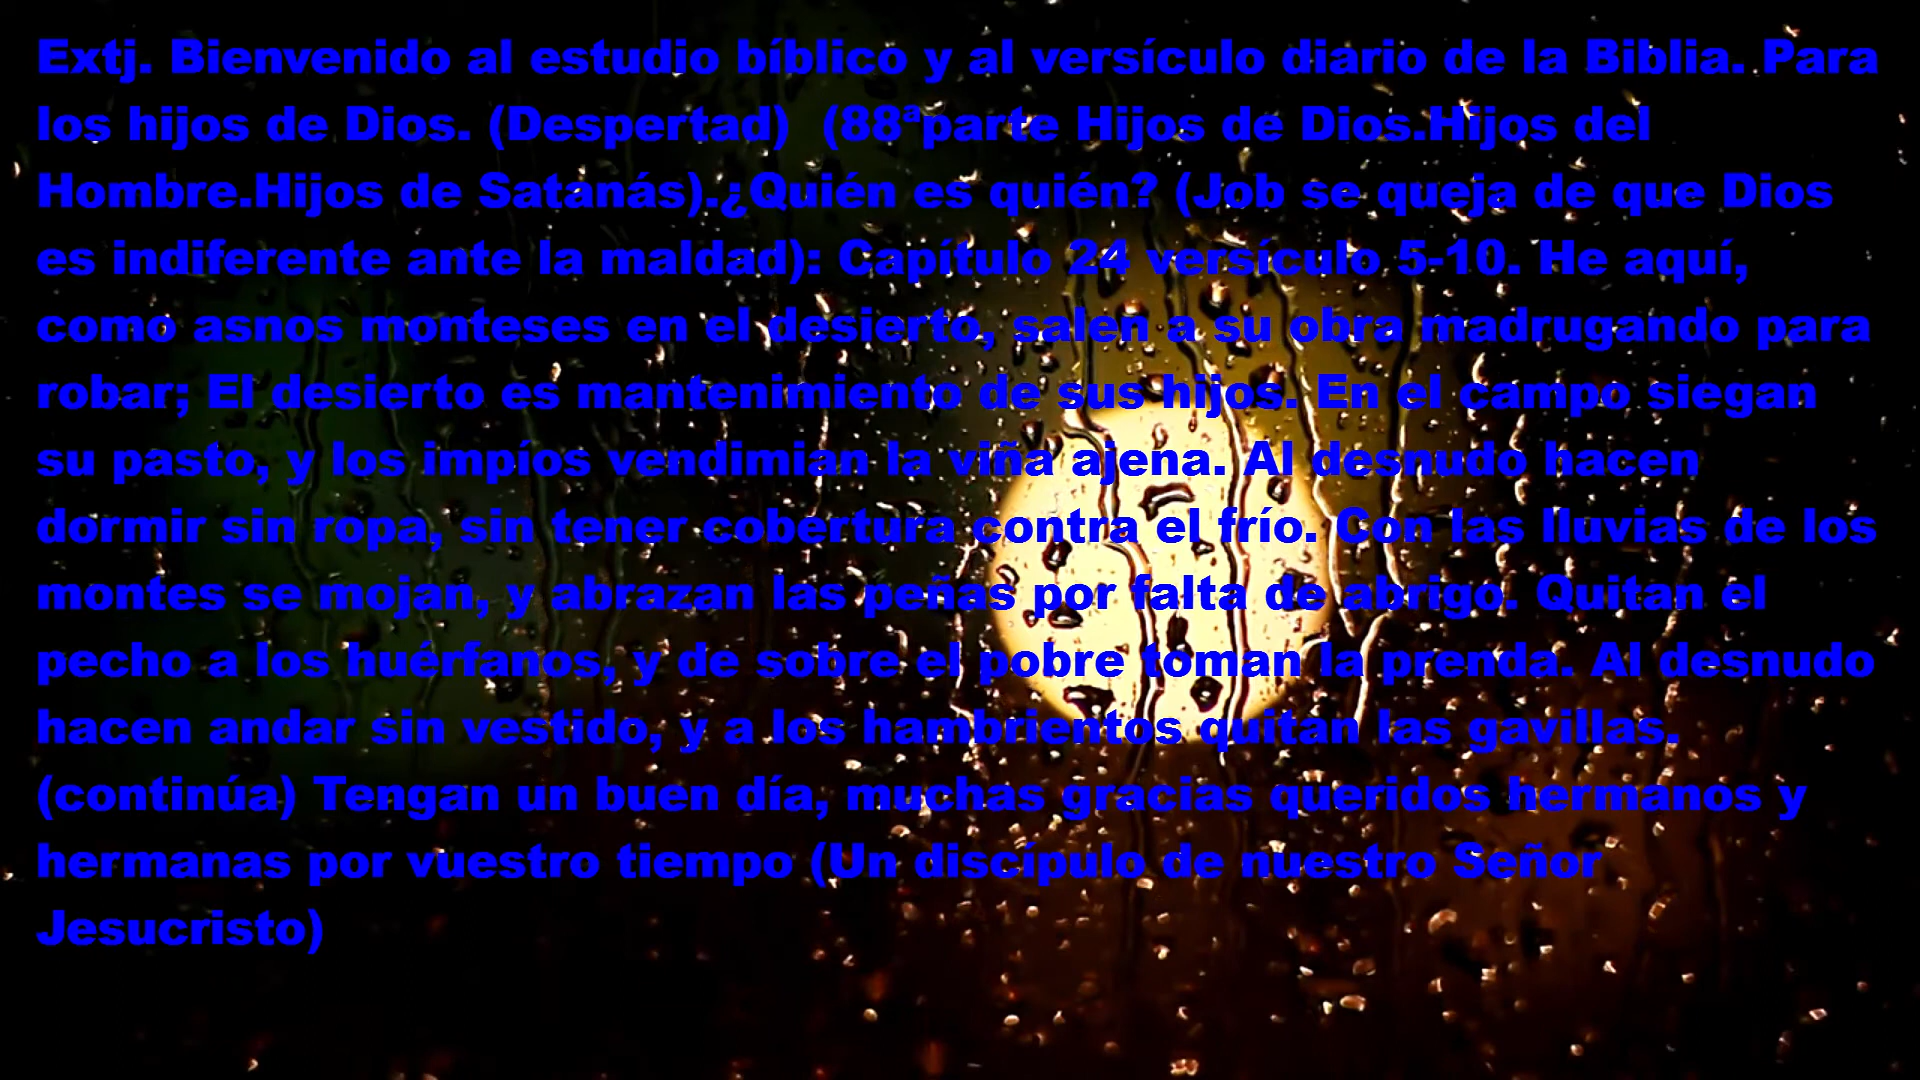 Extj. Bienvenido al estudio bíblico y al versículo diario de la Biblia. Para
los hijos de Dios. (Despertad)  (88ªparte Hijos de Dios.Hijos del
Hombre.Hijos de Satanás).¿Quién es quién? (Job se queja de que Dios
es indiferente ante la maldad): Capítulo 24 versículo 5-10. He aquí,
como asnos monteses en el desierto, salen a su obra madrugando para
robar; El desierto es mantenimiento de sus hijos. En el campo siegan
su pasto, y los impíos vendimian la viña ajena. Al desnudo hacen
dormir sin ropa, sin tener cobertura contra el frío. Con las lluvias de los
montes se mojan, y abrazan las peñas por falta de abrigo. Quitan el
pecho a los huérfanos, y de sobre el pobre toman la prenda. Al desnudo
hacen andar sin vestido, y a los hambrientos quitan las gavillas.
(continúa) Tengan un buen día, muchas gracias queridos hermanos y
hermanas por vuestro tiempo (Un discípulo de nuestro Señor
Jesucristo)